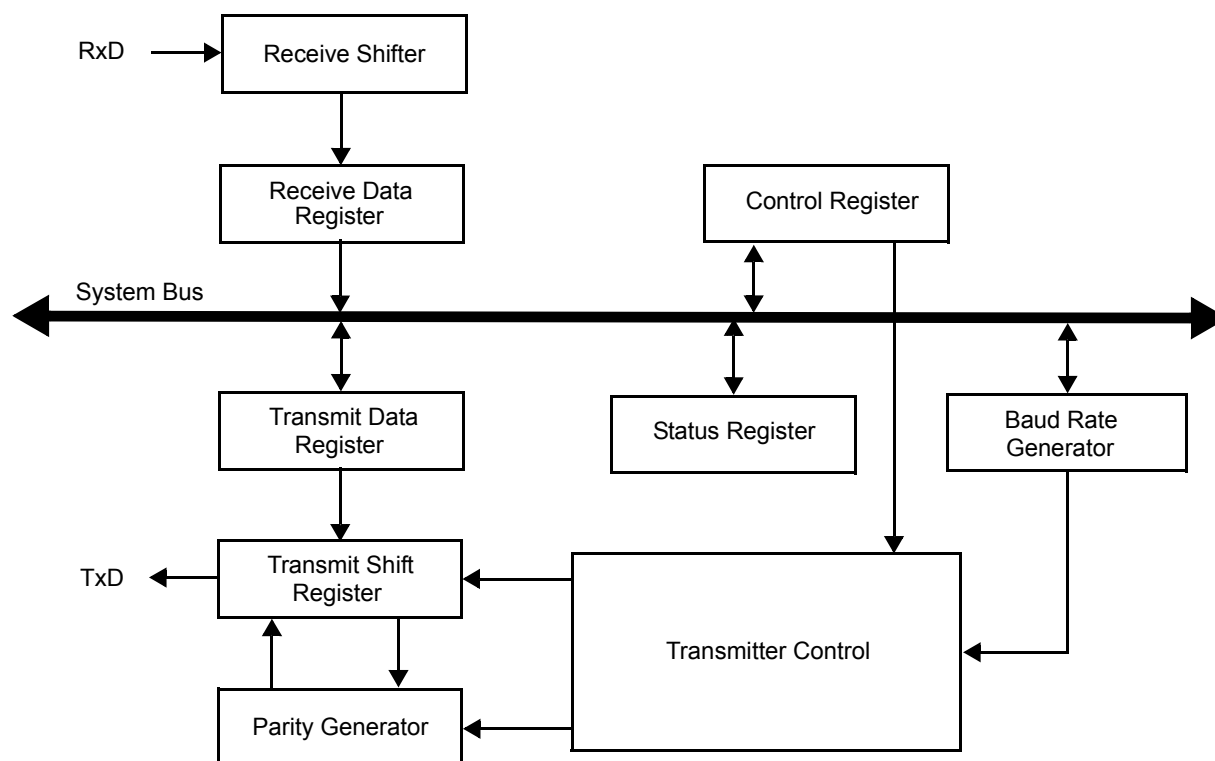 RxD
Receive Shifter
Receive Data
Register
Control Register
System Bus
Transmit Data
Register
Status Register
Baud Rate
Generator
TxD
Transmit Shift
Register
Transmitter Control
Parity Generator